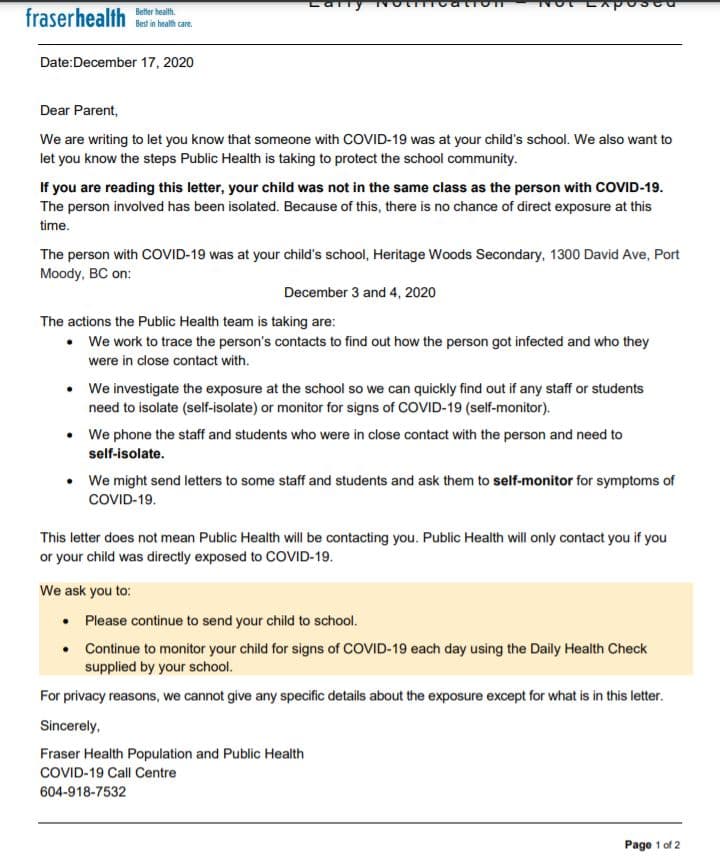 fraserhealth Better health.
Best in health care.
Early Notification – Not Exposed
Date:December 17, 2020
Dear Parent,
We are writing to let you know that someone with COVID-19 was at your child's school. We also want to
let you know the steps Public Health is taking to protect the school community.
If you are reading this letter, your child was not in the same class as the person with COVID-19.
The person involved has been isolated. Because of this, there is no chance of direct exposure at this
time.
The person with COVID-19 was at your child's school, Heritage Woods Secondary, 1300 David Ave, Port
Moody, BC on:
December 3 and 4, 2020
The actions the Public Health team is taking are:
• We work to trace the person's contacts to find out how the person got infected and who they
were in close contact with.
• We investigate the exposure at the school so we can quickly find out if any staff or students
need to isolate (self-isolate) or monitor for signs of COVID-19 (self-monitor).
• We phone the staff and students who were in close contact with the person and need to
self-isolate.
• We might send letters to some staff and students and ask them to self-monitor for symptoms of
COVID-19.
This letter does not mean Public Health will be contacting you. Public Health will only contact you if you
or your child was directly exposed to COVID-19.
We ask you to:
• Please continue to send your child to school.
• Continue to monitor your child for signs of COVID-19 each day using the Daily Health Check
supplied by your school.
For privacy reasons, we cannot give any specific details about the exposure except for what is in this letter.
Sincerely,
Fraser Health Population and Public Health
COVID-19 Call Centre
604-918-7532
Page 1 of 2